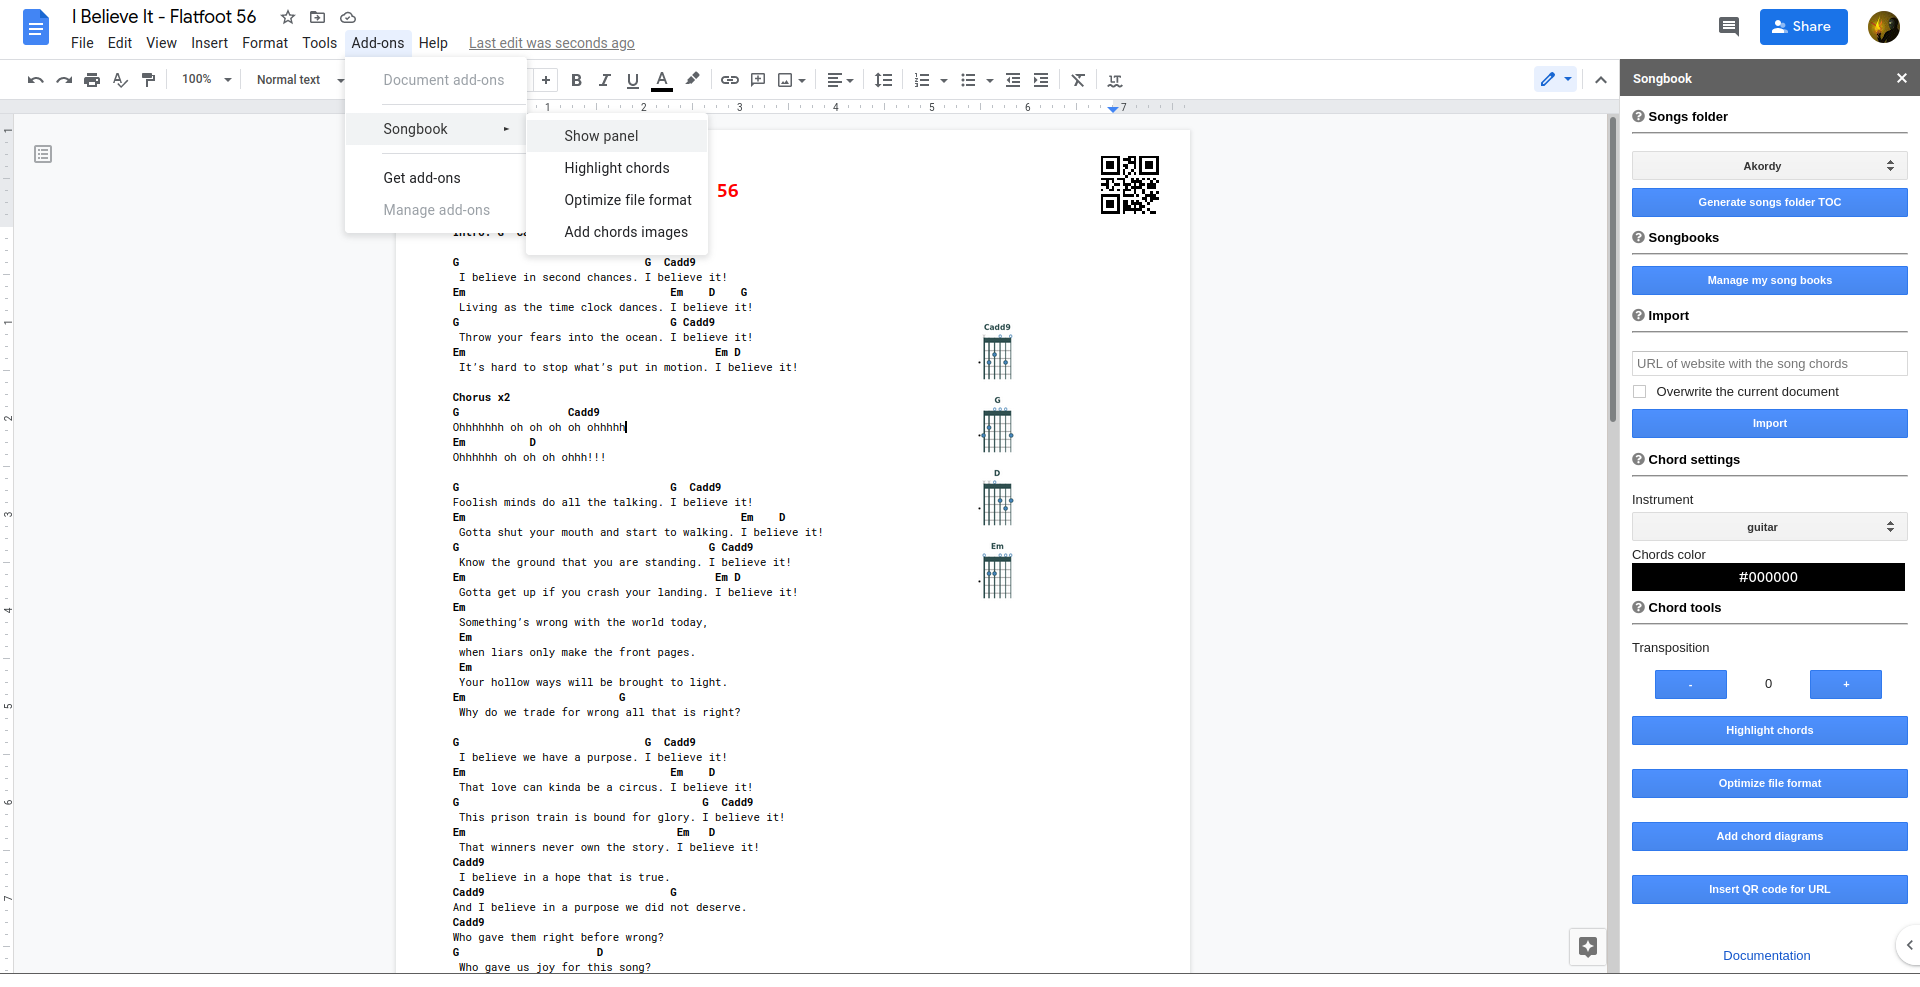 I Believe It - Flatfoot 56
File Edit View Insert Format Tools Add-ons Help Last edit was seconds ago
Share
100% Normal text
Document add-ons
Songbook
Get add-ons
Manage add-ons
Show panel
Highlight chords
Optimize file format
Add chords images
1 2 3 4 5 6 7
1
1
2
3
4
5
6
7
56
G G Cadd9
I believe in second chances. I believe it!
Em Em D G
Living as the time clock dances. I believe it!
G G Cadd9
Throw your fears into the ocean. I believe it!
Em Em D
It’s hard to stop what’s put in motion. I believe it!
Chorus x2
G Cadd9
Ohhhhhhh oh oh oh oh ohhhhh
Em D
Ohhhhhh oh oh oh ohhh!!!
G G Cadd9
Foolish minds do all the talking. I believe it!
Em Em D
Gotta shut your mouth and start to walking. I believe it!
G G Cadd9
Know the ground that you are standing. I believe it!
Em Em D
Gotta get up if you crash your landing. I believe it!
Em
Something’s wrong with the world today,
Em
when liars only make the front pages.
Em
Your hollow ways will be brought to light.
Em G
Why do we trade for wrong all that is right?
G G Cadd9
I believe we have a purpose. I believe it!
Em Em D
That love can kinda be a circus. I believe it!
G G Cadd9
This prison train is bound for glory. I believe it!
Em Em D
That winners never own the story. I believe it!
Cadd9
I believe in a hope that is true.
Cadd9 G
And I believe in a purpose we did not deserve.
Cadd9
Who gave them right before wrong?
G D
Who gave us joy for this song?
Cadd9
G
D
Em
Songbook
Songs folder
Akordy
Generate songs folder TOC
Songbooks
Manage my song books
Import
URL of website with the song chords
Overwrite the current document
Import
Chord settings
Instrument
guitar
Chords color
#000000
Chord tools
Transposition
- 0 +
Highlight chords
Optimize file format
Add chord diagrams
Insert QR code for URL
Documentation